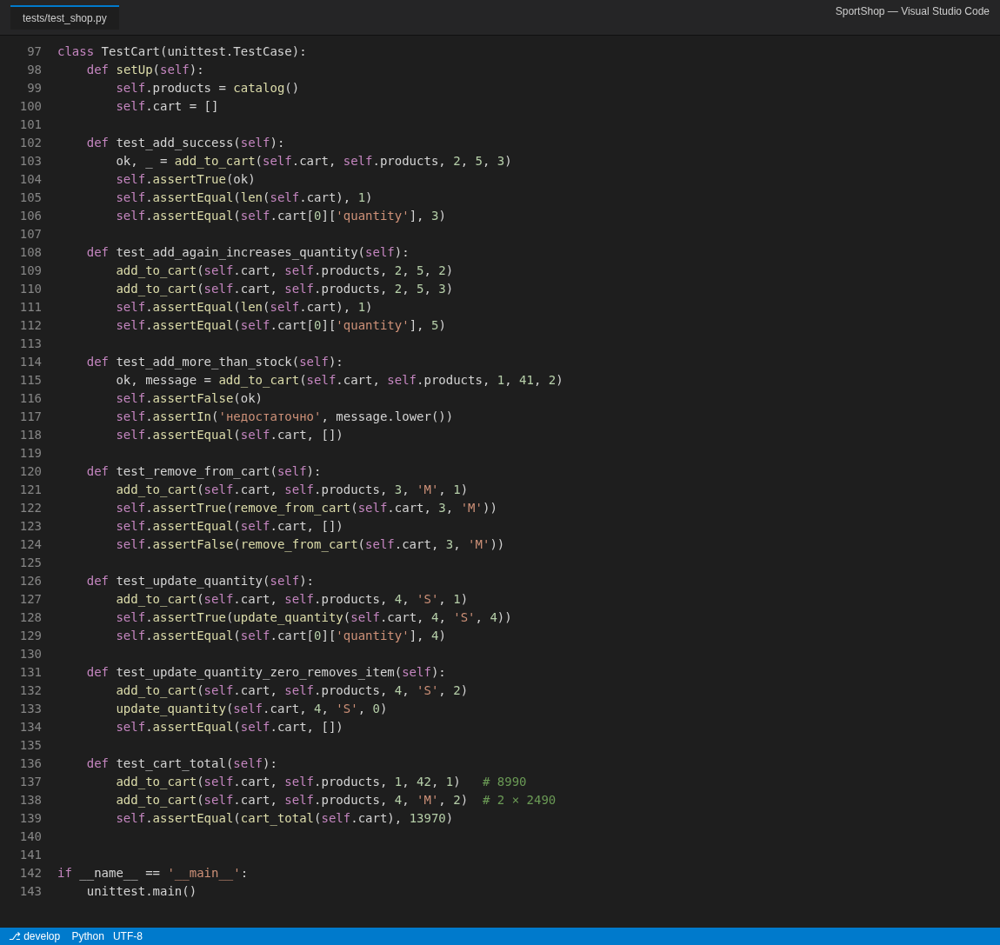 tests/test_shop.py
SportShop — Visual Studio Code
97 class TestCart(unittest.TestCase):
98     def setUp(self):
99         self.products = catalog()
100         self.cart = []
101
102     def test_add_success(self):
103         ok, _ = add_to_cart(self.cart, self.products, 2, 5, 3)
104         self.assertTrue(ok)
105         self.assertEqual(len(self.cart), 1)
106         self.assertEqual(self.cart[0]['quantity'], 3)
107
108     def test_add_again_increases_quantity(self):
109         add_to_cart(self.cart, self.products, 2, 5, 2)
110         add_to_cart(self.cart, self.products, 2, 5, 3)
111         self.assertEqual(len(self.cart), 1)
112         self.assertEqual(self.cart[0]['quantity'], 5)
113
114     def test_add_more_than_stock(self):
115         ok, message = add_to_cart(self.cart, self.products, 1, 41, 2)
116         self.assertFalse(ok)
117         self.assertIn('недостаточно', message.lower())
118         self.assertEqual(self.cart, [])
119
120     def test_remove_from_cart(self):
121         add_to_cart(self.cart, self.products, 3, 'M', 1)
122         self.assertTrue(remove_from_cart(self.cart, 3, 'M'))
123         self.assertEqual(self.cart, [])
124         self.assertFalse(remove_from_cart(self.cart, 3, 'M'))
125
126     def test_update_quantity(self):
127         add_to_cart(self.cart, self.products, 4, 'S', 1)
128         self.assertTrue(update_quantity(self.cart, 4, 'S', 4))
129         self.assertEqual(self.cart[0]['quantity'], 4)
130
131     def test_update_quantity_zero_removes_item(self):
132         add_to_cart(self.cart, self.products, 4, 'S', 2)
133         update_quantity(self.cart, 4, 'S', 0)
134         self.assertEqual(self.cart, [])
135
136     def test_cart_total(self):
137         add_to_cart(self.cart, self.products, 1, 42, 1)   # 8990
138         add_to_cart(self.cart, self.products, 4, 'M', 2)  # 2 × 2490
139         self.assertEqual(cart_total(self.cart), 13970)
140
141
142 if __name__ == '__main__':
143     unittest.main()
⎇ develop Python UTF-8